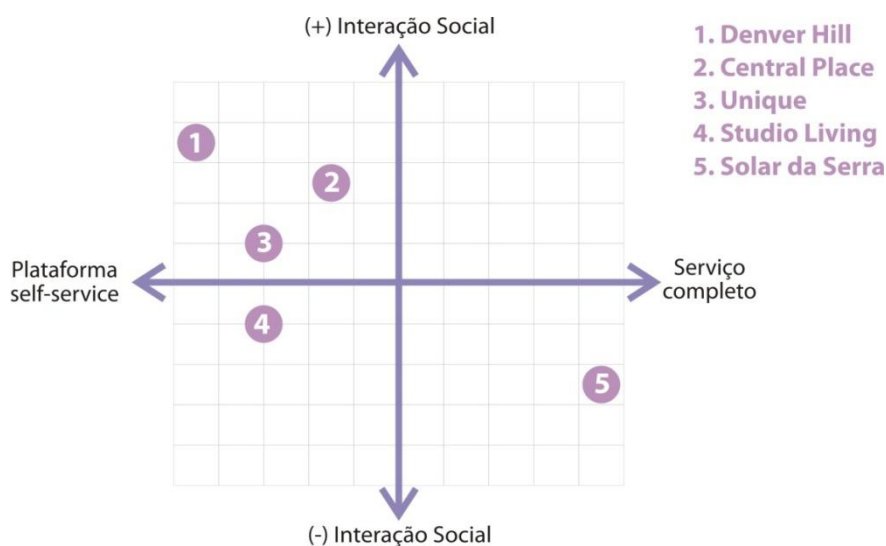 (+) Interação Social
1. Denver Hill
2. Central Place
3. Unique
4. Studio Living
5. Solar da Serra
1
2
3
Plataforma
self-service
Serviço
completo
4
5
(-) Interação Social